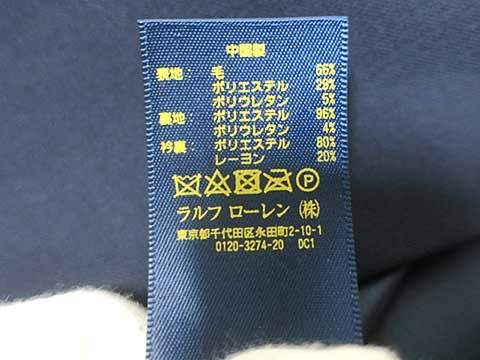 中国製
表地: 毛 66%
ポリエステル 29%
ポリウレタン 5%
裏地: ポリエステル 96%
ポリウレタン 4%
衿裏: ポリエステル 80%
レーヨン 20%
P
ラルフ ローレン (株)
東京都千代田区永田町2-10-1
0120-3274-20 DC1